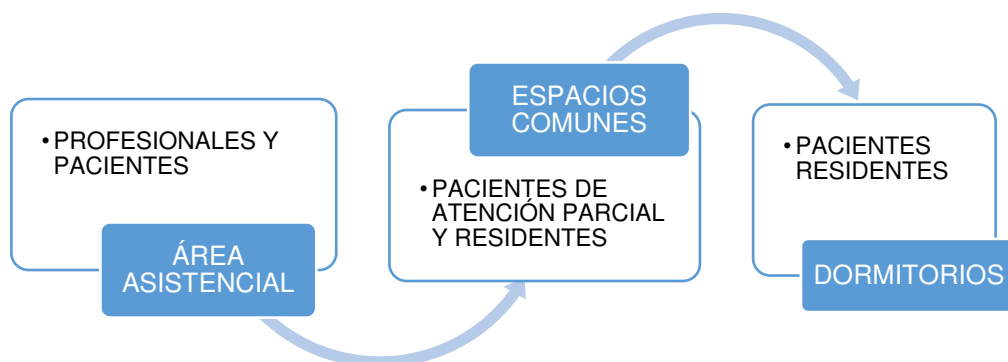 • PROFESIONALES Y
PACIENTES
ÁREA
ASISTENCIAL
ESPACIOS
COMUNES
• PACIENTES DE
ATENCIÓN PARCIAL
Y RESIDENTES
• PACIENTES
RESIDENTES
DORMITORIOS